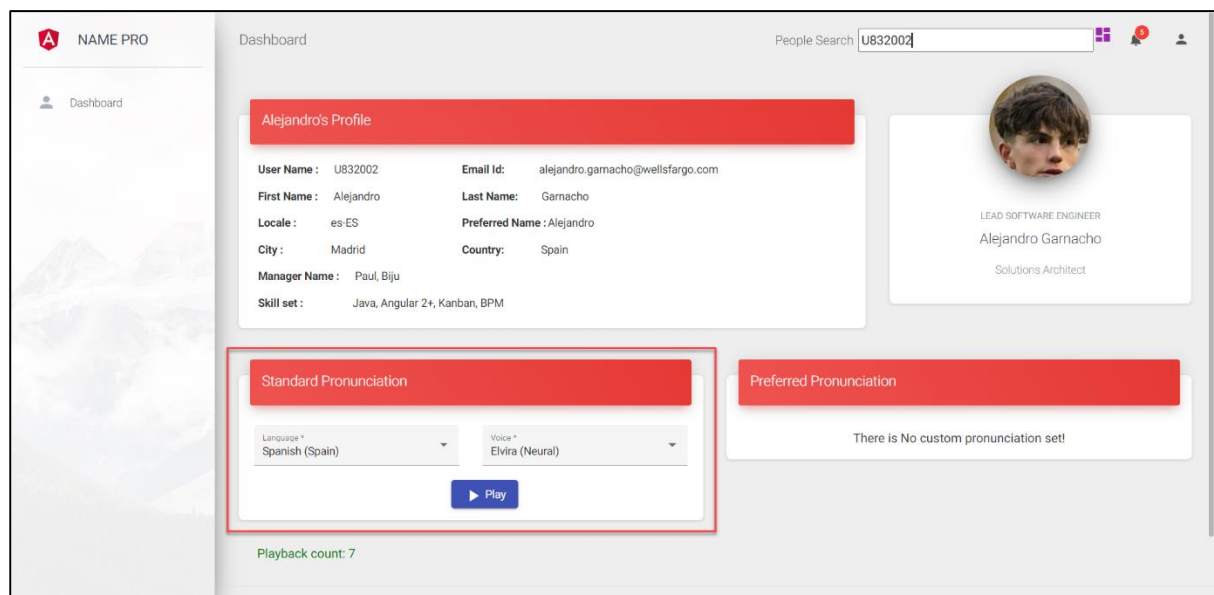 NAME PRO
Dashboard
Dashboard
People Search U832002
5
Alejandro's Profile
User Name : U832002 Email Id: alejandro.garnacho@wellsfargo.com
First Name : Alejandro Last Name: Garnacho
Locale : es-ES Preferred Name : Alejandro
City : Madrid Country: Spain
Manager Name : Paul, Biju
Skill set : Java, Angular 2+, Kanban, BPM
LEAD SOFTWARE ENGINEER
Alejandro Garnacho
Solutions Architect
Standard Pronunciation
Language * Voice *
Spanish (Spain) Elvira (Neural)
Play
Preferred Pronunciation
There is No custom pronunciation set!
Playback count: 7